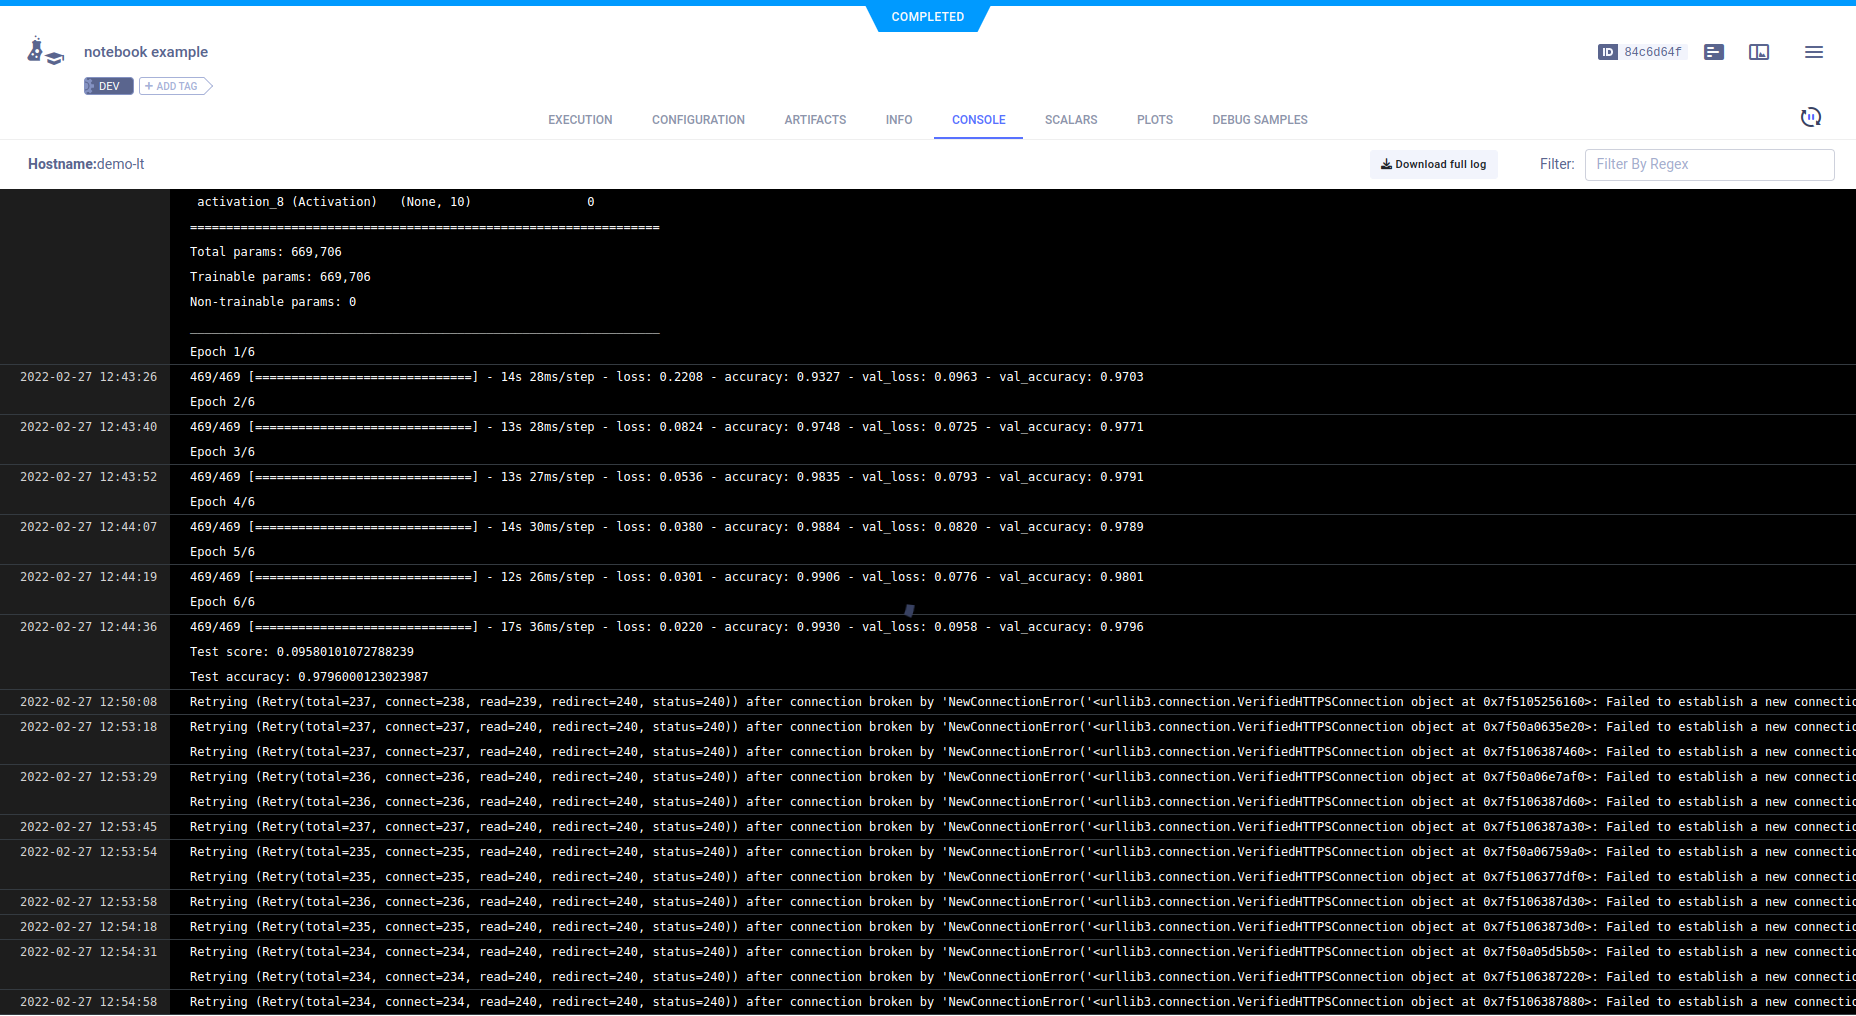 COMPLETED
notebook example
ID 84c6d64f
DEV
+ ADD TAG
EXECUTION CONFIGURATION ARTIFACTS INFO CONSOLE SCALARS PLOTS DEBUG SAMPLES
Hostname:demo-lt
Download full log
Filter: Filter By Regex
activation_8 (Activation) (None, 10) 0
=================================================================
Total params: 669,706
Trainable params: 669,706
Non-trainable params: 0
_________________________________________________________________
Epoch 1/6
2022-02-27 12:43:26 469/469 [==============================] - 14s 28ms/step - loss: 0.2208 - accuracy: 0.9327 - val_loss: 0.0963 - val_accuracy: 0.9703
Epoch 2/6
2022-02-27 12:43:40 469/469 [==============================] - 13s 28ms/step - loss: 0.0824 - accuracy: 0.9748 - val_loss: 0.0725 - val_accuracy: 0.9771
Epoch 3/6
2022-02-27 12:43:52 469/469 [==============================] - 13s 27ms/step - loss: 0.0536 - accuracy: 0.9835 - val_loss: 0.0793 - val_accuracy: 0.9791
Epoch 4/6
2022-02-27 12:44:07 469/469 [==============================] - 14s 30ms/step - loss: 0.0380 - accuracy: 0.9884 - val_loss: 0.0820 - val_accuracy: 0.9789
Epoch 5/6
2022-02-27 12:44:19 469/469 [==============================] - 12s 26ms/step - loss: 0.0301 - accuracy: 0.9906 - val_loss: 0.0776 - val_accuracy: 0.9801
Epoch 6/6
2022-02-27 12:44:36 469/469 [==============================] - 17s 36ms/step - loss: 0.0220 - accuracy: 0.9930 - val_loss: 0.0958 - val_accuracy: 0.9796
Test score: 0.09580101072788239
Test accuracy: 0.9796000123023987
2022-02-27 12:50:08 Retrying (Retry(total=237, connect=238, read=239, redirect=240, status=240)) after connection broken by 'NewConnectionError('<urllib3.connection.VerifiedHTTPSConnection object at 0x7f5105256160>: Failed to establish a new connectio
2022-02-27 12:53:18 Retrying (Retry(total=237, connect=237, read=240, redirect=240, status=240)) after connection broken by 'NewConnectionError('<urllib3.connection.VerifiedHTTPSConnection object at 0x7f50a0635e20>: Failed to establish a new connectio
Retrying (Retry(total=237, connect=237, read=240, redirect=240, status=240)) after connection broken by 'NewConnectionError('<urllib3.connection.VerifiedHTTPSConnection object at 0x7f5106387460>: Failed to establish a new connectio
2022-02-27 12:53:29 Retrying (Retry(total=236, connect=236, read=240, redirect=240, status=240)) after connection broken by 'NewConnectionError('<urllib3.connection.VerifiedHTTPSConnection object at 0x7f50a06e7af0>: Failed to establish a new connectio
Retrying (Retry(total=236, connect=236, read=240, redirect=240, status=240)) after connection broken by 'NewConnectionError('<urllib3.connection.VerifiedHTTPSConnection object at 0x7f5106387d60>: Failed to establish a new connectio
2022-02-27 12:53:45 Retrying (Retry(total=237, connect=237, read=240, redirect=240, status=240)) after connection broken by 'NewConnectionError('<urllib3.connection.VerifiedHTTPSConnection object at 0x7f5106387a30>: Failed to establish a new connectio
2022-02-27 12:53:54 Retrying (Retry(total=235, connect=235, read=240, redirect=240, status=240)) after connection broken by 'NewConnectionError('<urllib3.connection.VerifiedHTTPSConnection object at 0x7f50a06759a0>: Failed to establish a new connectio
Retrying (Retry(total=235, connect=235, read=240, redirect=240, status=240)) after connection broken by 'NewConnectionError('<urllib3.connection.VerifiedHTTPSConnection object at 0x7f5106377df0>: Failed to establish a new connectio
2022-02-27 12:53:58 Retrying (Retry(total=236, connect=236, read=240, redirect=240, status=240)) after connection broken by 'NewConnectionError('<urllib3.connection.VerifiedHTTPSConnection object at 0x7f5106387d30>: Failed to establish a new connectio
2022-02-27 12:54:18 Retrying (Retry(total=235, connect=235, read=240, redirect=240, status=240)) after connection broken by 'NewConnectionError('<urllib3.connection.VerifiedHTTPSConnection object at 0x7f51063873d0>: Failed to establish a new connectio
2022-02-27 12:54:31 Retrying (Retry(total=234, connect=234, read=240, redirect=240, status=240)) after connection broken by 'NewConnectionError('<urllib3.connection.VerifiedHTTPSConnection object at 0x7f50a05d5b50>: Failed to establish a new connectio
Retrying (Retry(total=234, connect=234, read=240, redirect=240, status=240)) after connection broken by 'NewConnectionError('<urllib3.connection.VerifiedHTTPSConnection object at 0x7f5106387220>: Failed to establish a new connectio
2022-02-27 12:54:58 Retrying (Retry(total=234, connect=234, read=240, redirect=240, status=240)) after connection broken by 'NewConnectionError('<urllib3.connection.VerifiedHTTPSConnection object at 0x7f5106387880>: Failed to establish a new connectio